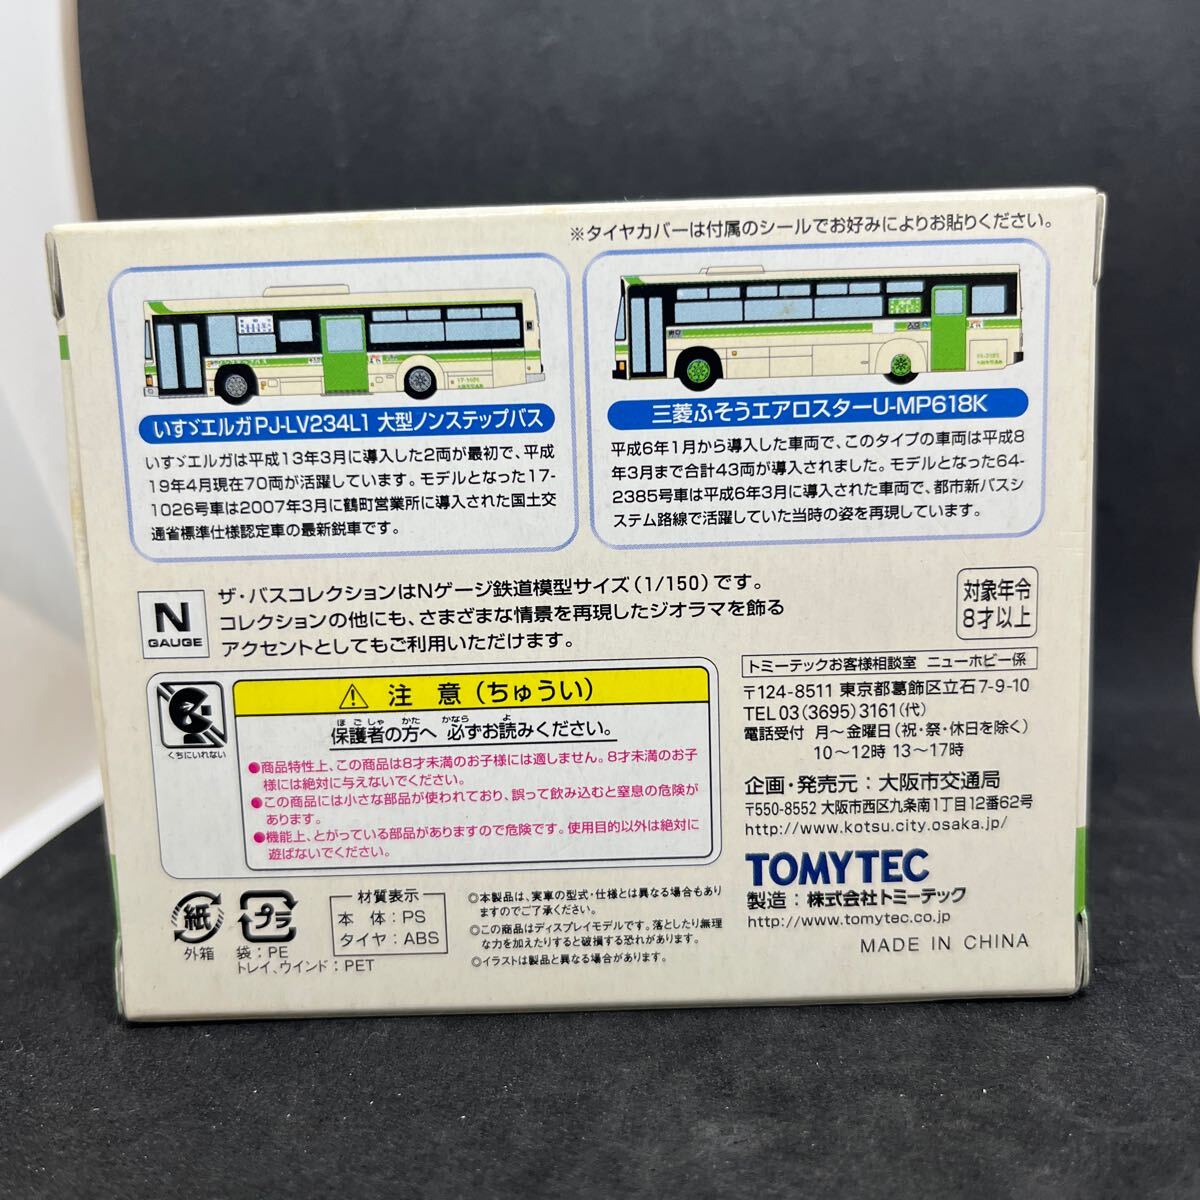 ※タイヤカバーは付属のシールでお好みによりお貼りください。
いすゞエルガPJ-LV234L1 大型ノンステップバス
いすゞエルガは平成13年3月に導入した2両が最初で、平成
19年4月現在70両が活躍しています。モデルとなった17-
1026号車は2007年3月に鶴町営業所に導入された国土交
通省標準仕様認定車の最新鋭車です。
三菱ふそうエアロスターU-MP618K
平成6年1月から導入した車両で、このタイプの車両は平成8
年3月まで合計43両が導入されました。モデルとなった64-
2385号車は平成6年3月に導入された車両で、都市新バスシ
ステム路線で活躍していた当時の姿を再現しています。
N
GAUGE
ザ・バスコレクションはNゲージ鉄道模型サイズ(1/150)です。
コレクションの他にも、さまざまな情景を再現したジオラマを飾る
アクセントとしてもご利用いただけます。
対象年令
8才以上
くちにいれない
⚠ 注 意(ちゅうい)
ほごしゃ かた かなら よ
保護者の方へ 必ずお読みください。
●商品特性上、この商品は8才未満のお子様には適しません。8才未満のお子
様には絶対に与えないでください。
●この商品には小さな部品が使われており、誤って飲み込むと窒息の危険が
あります。
●機能上、とがっている部品がありますので危険です。使用目的以外は絶対に
遊ばないでください。
トミーテックお客様相談室 ニューホビー係
〒124-8511 東京都葛飾区立石7-9-10
TEL 03(3695)3161(代)
電話受付 月〜金曜日(祝・祭・休日を除く)
10〜12時 13〜17時
企画・発売元:大阪市交通局
〒550-8552 大阪市西区九条南1丁目12番62号
http://www.kotsu.city.osaka.jp/
TOMYTEC
製造:株式会社トミーテック
http://www.tomytec.co.jp/
MADE IN CHINA
紙
外箱
プラ
袋:PE
トレイ、ウインド:PET
材質表示
本 体:PS
タイヤ:ABS
◎本製品は、実車の型式・仕様とは異なる場合もあり
ますのでご了承ください。
◎この商品はディスプレイモデルです。落としたり無理
な力を加えたりすると破損する恐れがあります。
◎イラストは製品と異なる場合があります。